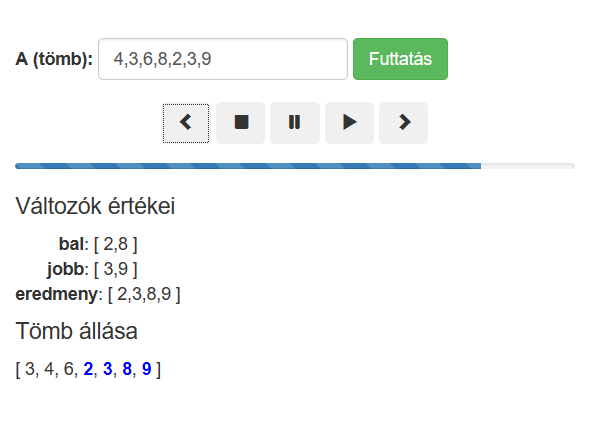 A (tömb): 4,3,6,8,2,3,9 Futtatás
Változók értékei
bal: [ 2,8 ]
jobb: [ 3,9 ]
eredmeny: [ 2,3,8,9 ]
Tömb állása
[ 3, 4, 6, 2, 3, 8, 9 ]